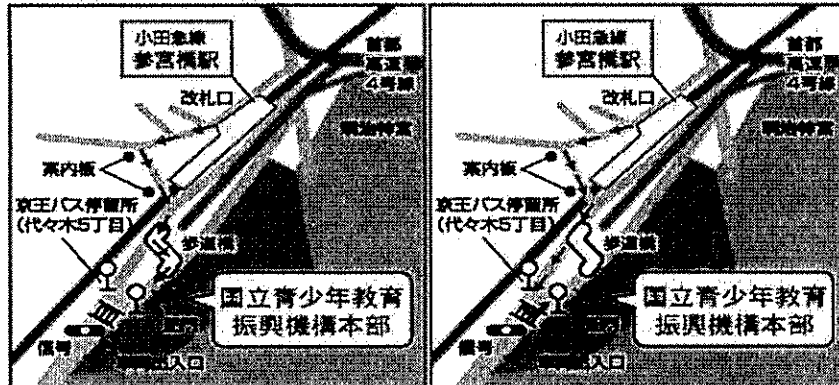 小田急線
参宮橋駅
首都
高速
4号線
改札口
明治神宮
案内板
京王バス停留所
(代々木5丁目)
歩道橋
国立青少年教育
振興機構本部
信号
入口
小田急線
参宮橋駅
首都
高速
4号線
改札口
明治神宮
案内板
京王バス停留所
(代々木5丁目)
歩道橋
国立青少年教育
振興機構本部
信号
入口